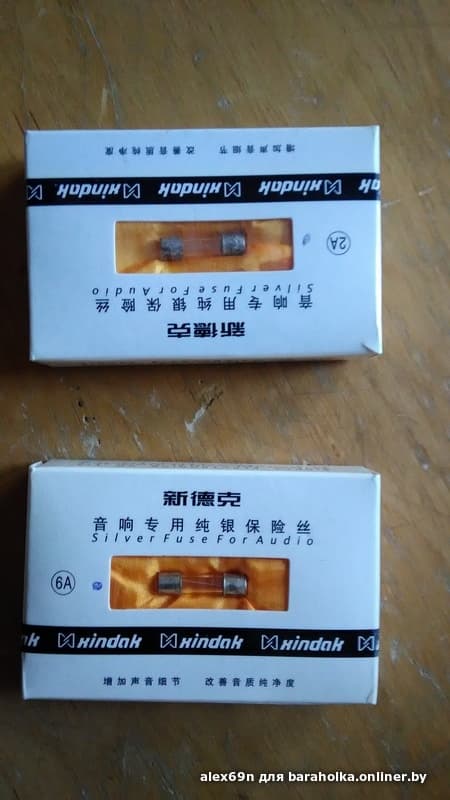 新德克
音响专用纯银保险丝
Silver Fuse For Audio
2A
xindak xindak xindak xindak
增加声音细节 改善音质纯净度
新德克
音响专用纯银保险丝
Silver Fuse For Audio
6A
xindak xindak xindak xindak
增加声音细节 改善音质纯净度
alex69n для baraholka.onliner.by